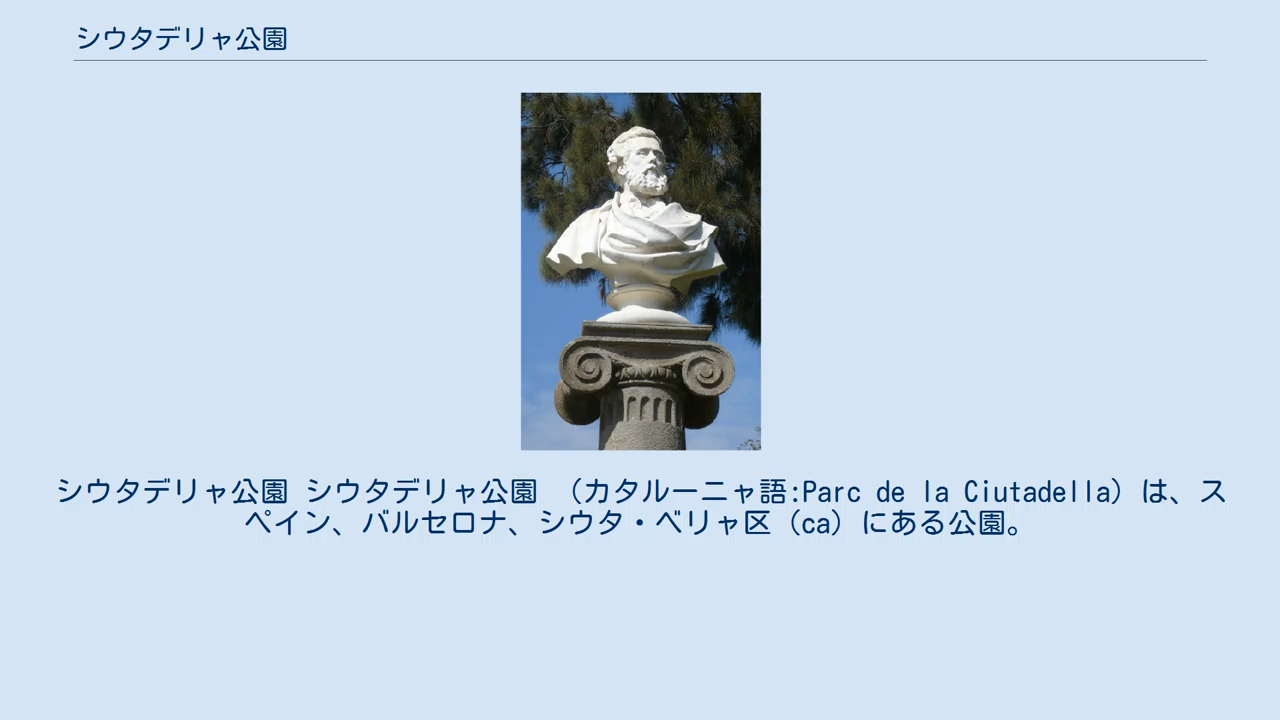 シウタデリャ公園
シウタデリャ公園 シウタデリャ公園 （カタルーニャ語:Parc de la Ciutadella）は、ス
ペイン、バルセロナ、シウタ・ベリャ区（ca）にある公園。